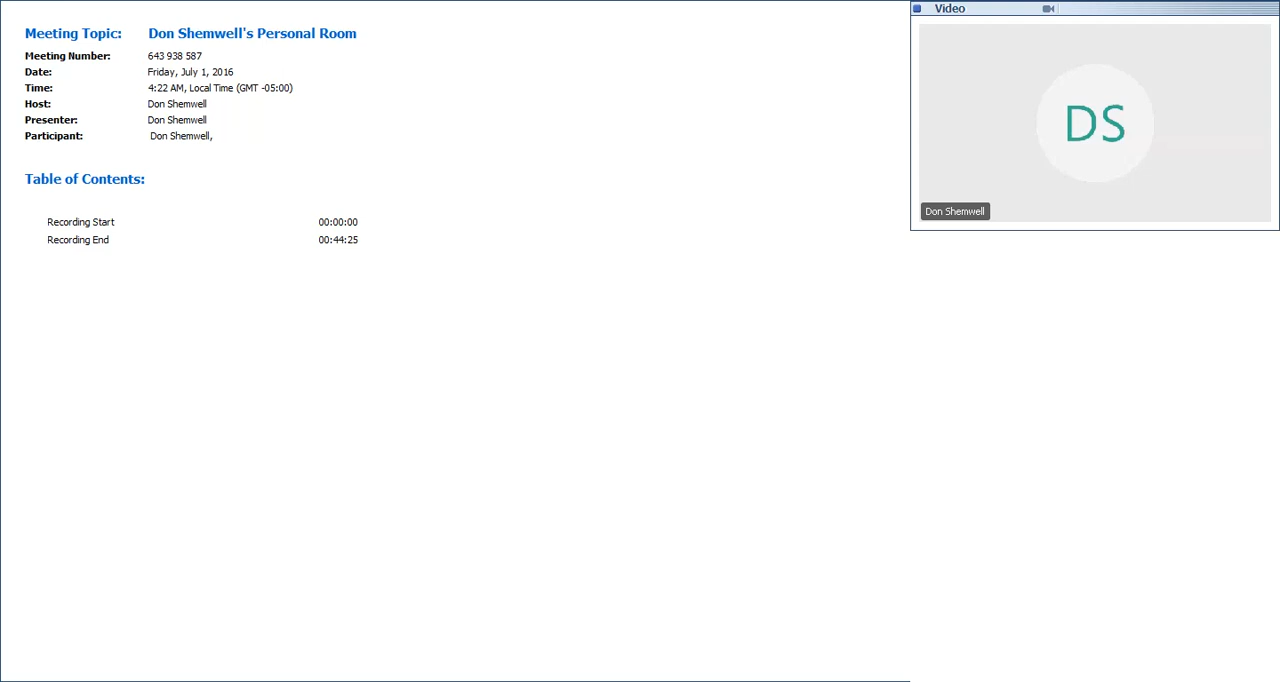 Meeting Topic: Don Shemwell's Personal Room
Meeting Number: 643 938 587
Date: Friday, July 1, 2016
Time: 4:22 AM, Local Time (GMT -05:00)
Host: Don Shemwell
Presenter: Don Shemwell
Participant: Don Shemwell,
Table of Contents:
Recording Start 00:00:00
Recording End 00:44:25
Video
DS
Don Shemwell